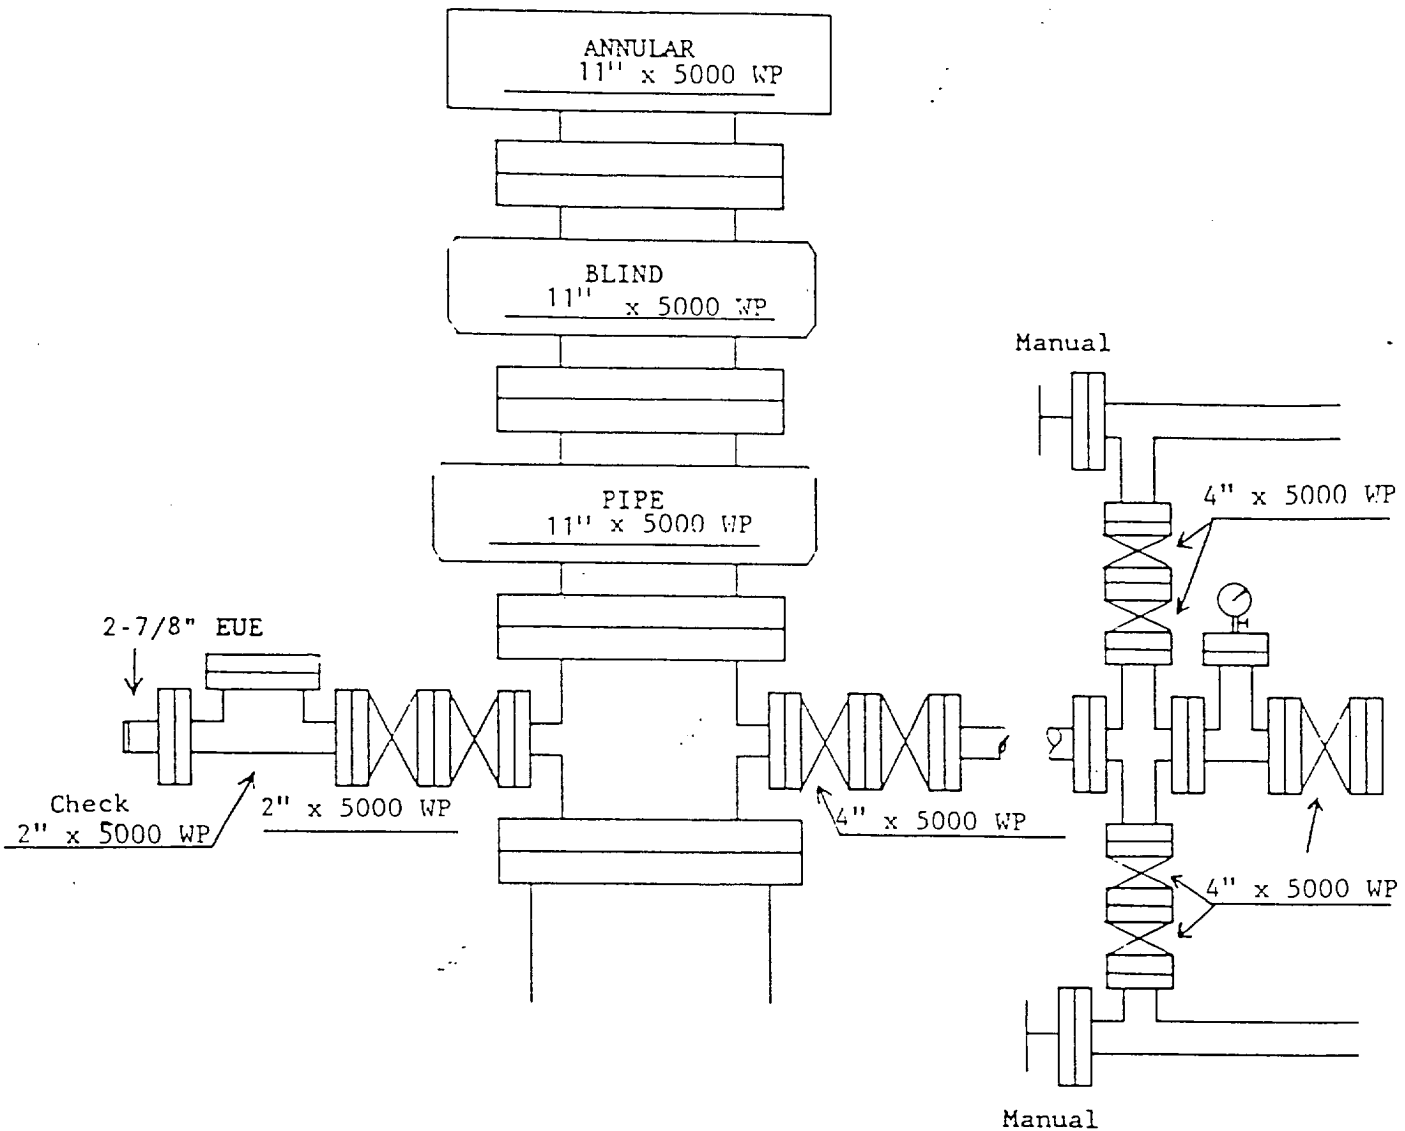 ANNULAR
11" x 5000 WP
BLIND
11" x 5000 WP
Manual
PIPE
11" x 5000 WP
4" x 5000 WP
2-7/8" EUE
Check
2" x 5000 WP
2" x 5000 WP
4" x 5000 WP
4" x 5000 WP
Manual